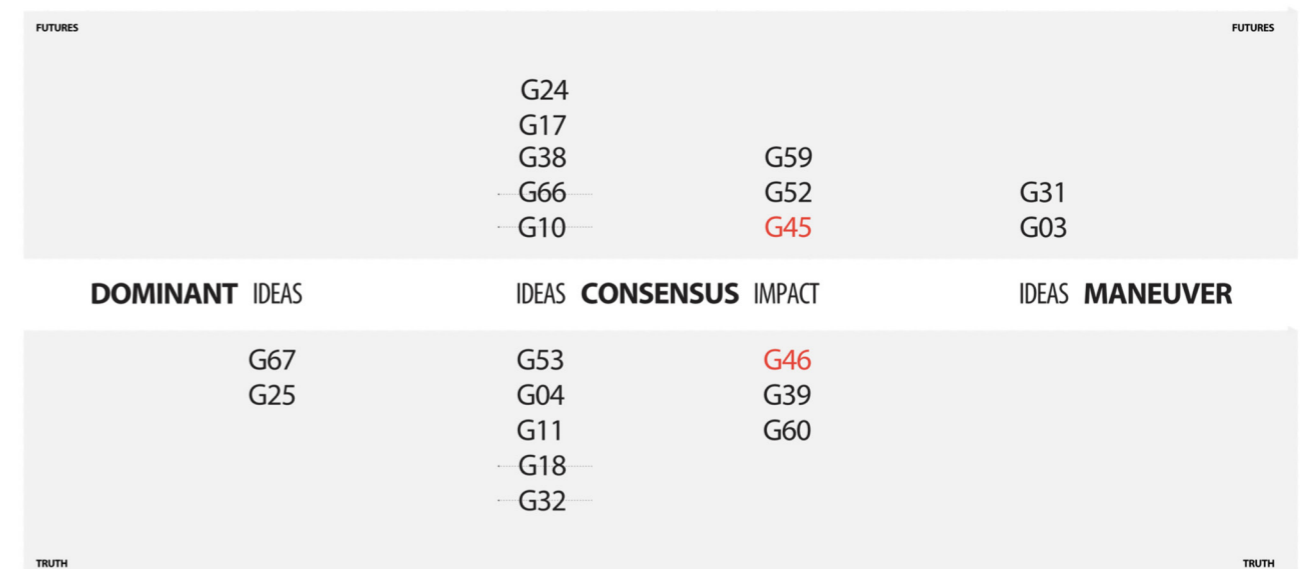 FUTURES FUTURES
G24
G17
G38 G59
G66 G52 G31
G10 G45 G03
DOMINANT IDEAS IDEAS CONSENSUS IMPACT IDEAS MANEUVER
G67 G53 G46
G25 G04 G39
G11 G60
G18
G32
TRUTH TRUTH